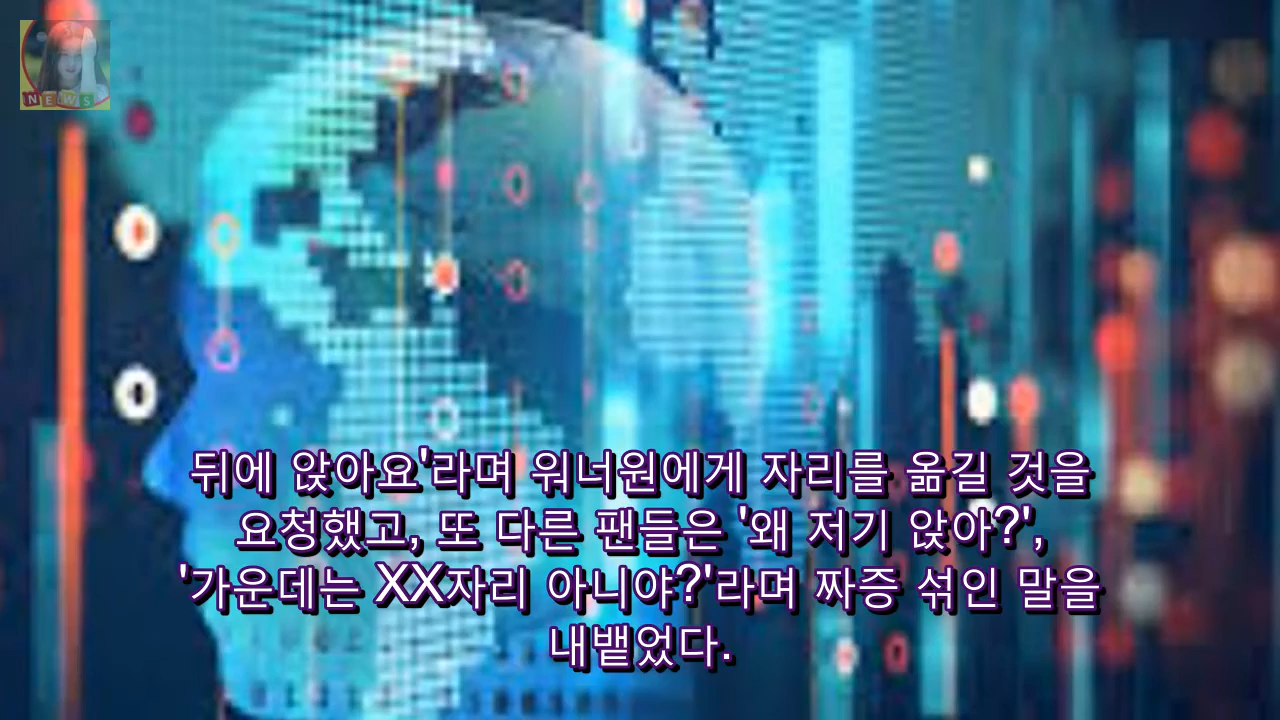 NEWS
뒤에 앉아요'라며 워너원에게 자리를 옮길 것을
요청했고, 또 다른 팬들은 '왜 저기 앉아?',
'가운데는 XX자리 아니야?'라며 짜증 섞인 말을
내뱉었다.